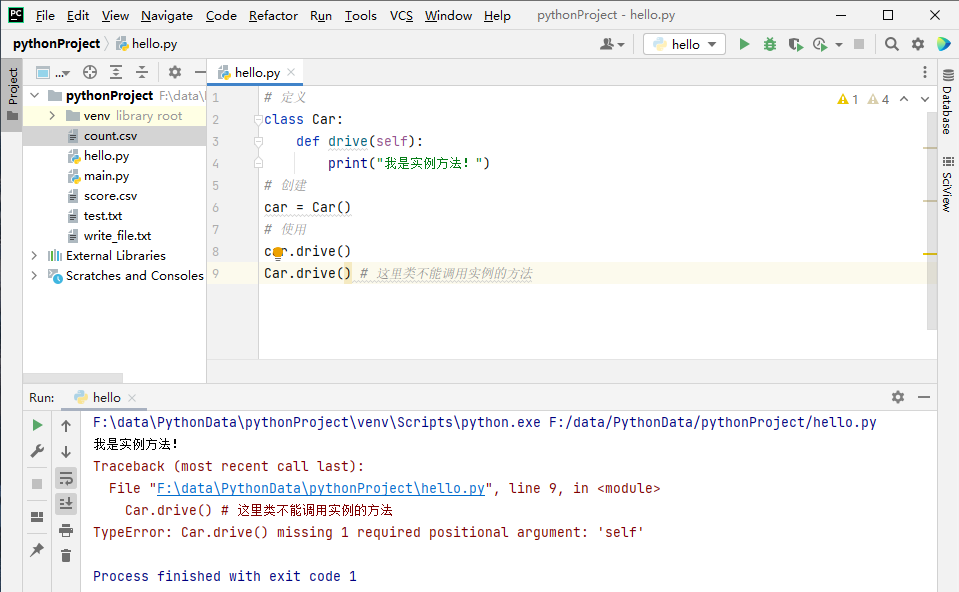 PC File Edit View Navigate Code Refactor Run Tools VCS Window Help pythonProject - hello.py
pythonProject hello.py hello
Project
... hello.py
pythonProject F:\data\
venv library root
count.csv
hello.py
main.py
score.csv
test.txt
write_file.txt
External Libraries
Scratches and Consoles
1 # 定义
2 class Car:
3 def drive(self):
4 print("我是实例方法！")
5 # 创建
6 car = Car()
7 # 使用
8 car.drive()
9 Car.drive() # 这里类不能调用实例的方法
1 4
Database
SciView
Run: hello
F:\data\PythonData\pythonProject\venv\Scripts\python.exe F:/data/PythonData/pythonProject/hello.py
我是实例方法！
Traceback (most recent call last):
File "F:\data\PythonData\pythonProject\hello.py", line 9, in <module>
Car.drive() # 这里类不能调用实例的方法
TypeError: Car.drive() missing 1 required positional argument: 'self'
Process finished with exit code 1